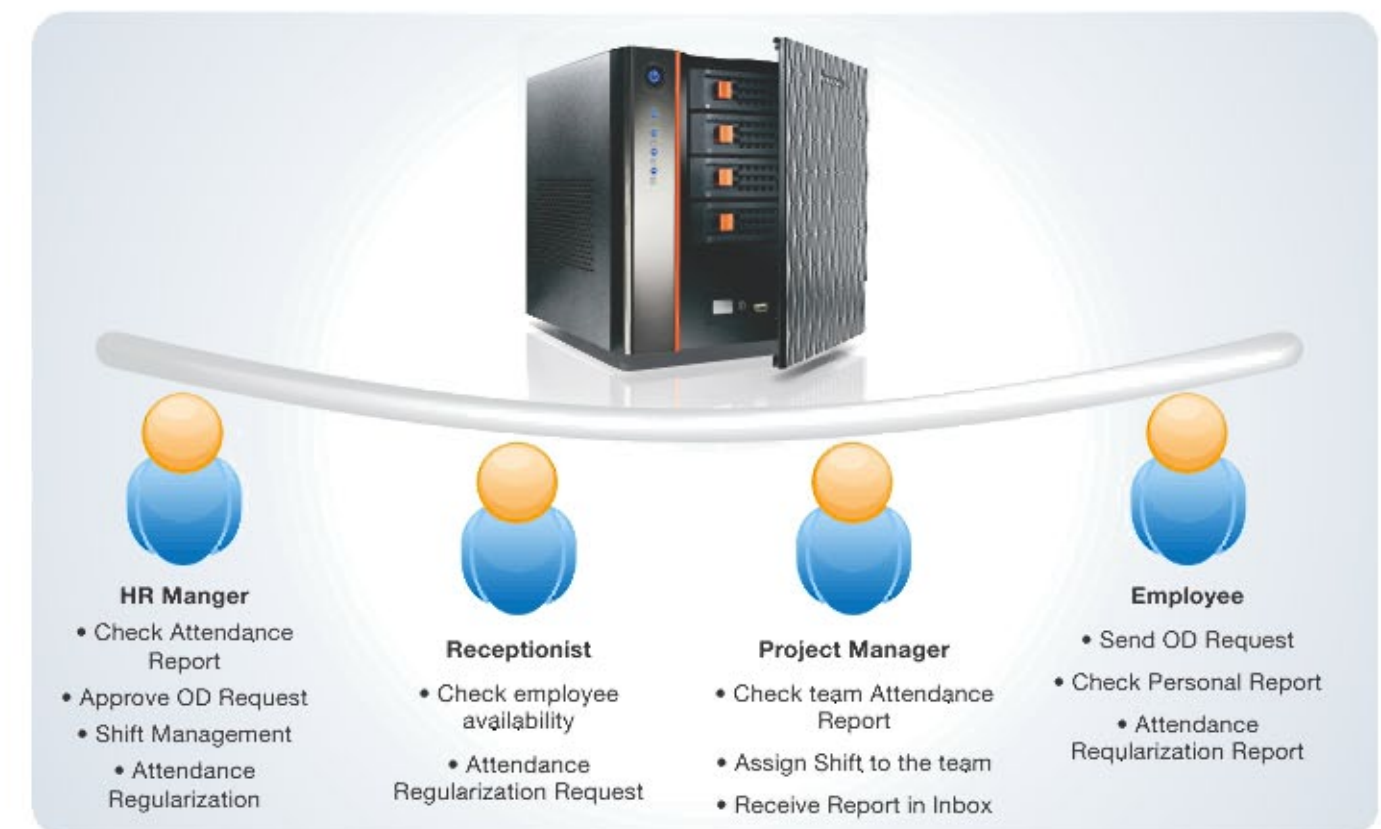 HR Manger
• Check Attendance
Report
• Approve OD Request
• Shift Management
• Attendance
Regularization
Receptionist
• Check employee
availability
• Attendance
Regularization Request
Project Manager
• Check team Attendance
Report
• Assign Shift to the team
• Receive Report in Inbox
Employee
• Send OD Request
• Check Personal Report
• Attendance
Reqularization Report